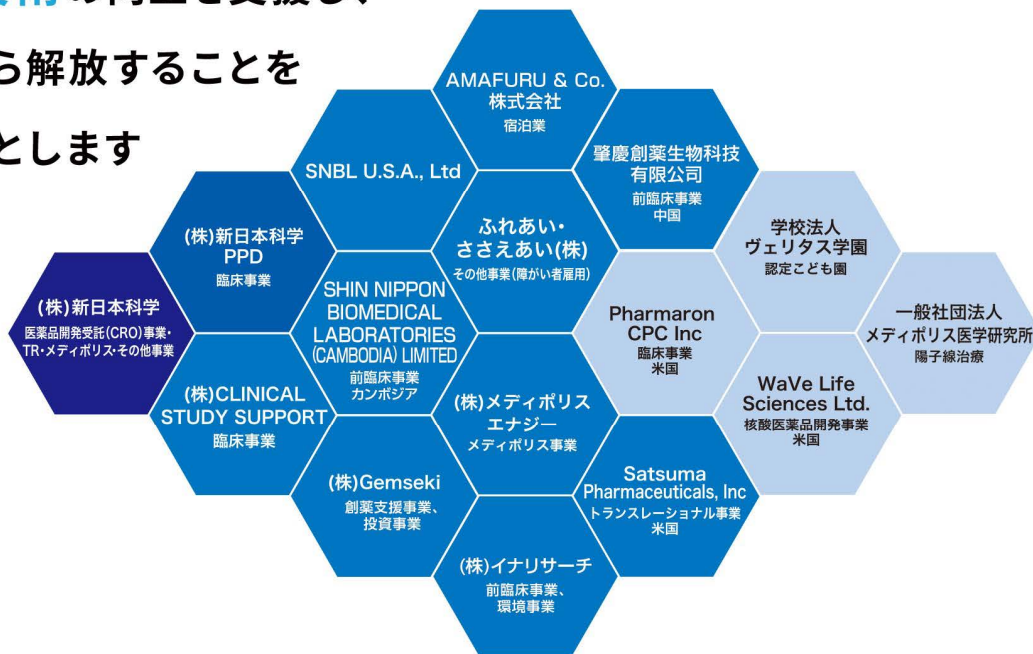 の向上を支援し、
ら解放することを
とします
AMAFURU & Co.
株式会社
宿泊業
SNBL U.S.A., Ltd
肇慶創薬生物科技
有限公司
前臨床事業
中国
(株)新日本科学
PPD
臨床事業
ふれあい・
ささえあい(株)
その他事業(障がい者雇用)
学校法人
ヴェリタス学園
認定こども園
(株)新日本科学
医薬品開発受託(CRO)事業・
TR・メディポリス・その他事業
SHIN NIPPON
BIOMEDICAL
LABORATORIES
(CAMBODIA) LIMITED
前臨床事業
カンボジア
Pharmaron
CPC Inc
臨床事業
米国
一般社団法人
メディポリス医学研究所
陽子線治療
(株)CLINICAL
STUDY SUPPORT
臨床事業
(株)メディポリス
エナジー
メディポリス事業
WaVe Life
Sciences Ltd.
核酸医薬品開発事業
米国
(株)Gemseki
創薬支援事業、
投資事業
Satsuma
Pharmaceuticals, Inc
トランスレーショナル事業
米国
(株)イナリサーチ
前臨床事業、
環境事業